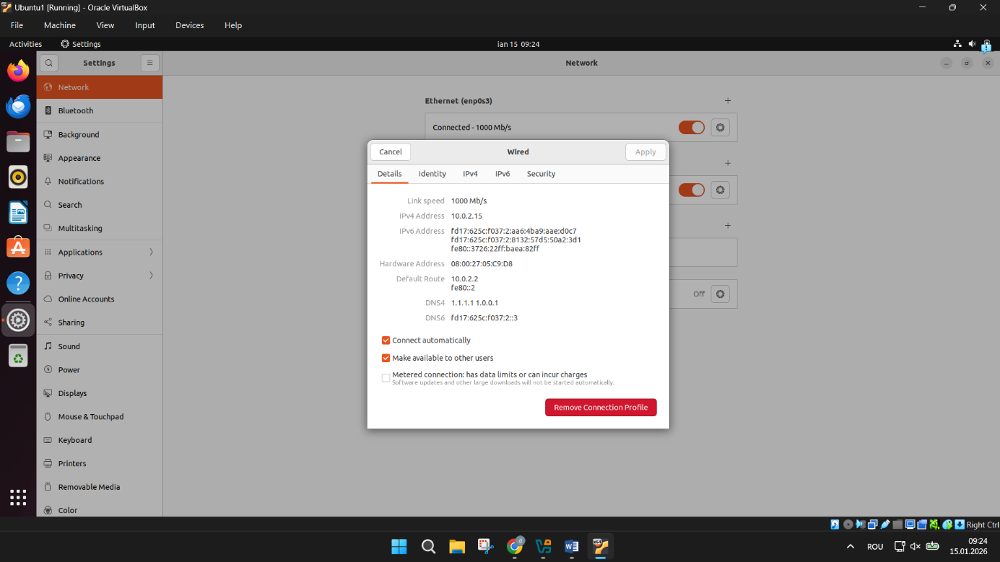 Ubuntu1 [Running] - Oracle VirtualBox
File Machine View Input Devices Help
Activities Settings ian 15 09:24
Settings
Network
Network
Bluetooth
Background
Appearance
Notifications
Search
Multitasking
Applications
Privacy
Online Accounts
Sharing
Sound
Power
Displays
Mouse & Touchpad
Keyboard
Printers
Removable Media
Color
Ethernet (enp0s3)
Connected - 1000 Mb/s
Off
Cancel Wired Apply
Details Identity IPv4 IPv6 Security
Link speed 1000 Mb/s
IPv4 Address 10.0.2.15
IPv6 Address fd17:625c:f037:2:aa6:4ba9:aae:d0c7
fd17:625c:f037:2:8132:57d5:50a2:3d1
fe80::3726:22ff:baea:82ff
Hardware Address 08:00:27:05:C9:D8
Default Route 10.0.2.2
fe80::2
DNS4 1.1.1.1 1.0.0.1
DNS6 fd17:625c:f037:2::3
Connect automatically
Make available to other users
Metered connection: has data limits or can incur charges
Software updates and other large downloads will not be started automatically.
Remove Connection Profile
Right Ctrl
ROU
09:24
15.01.2026